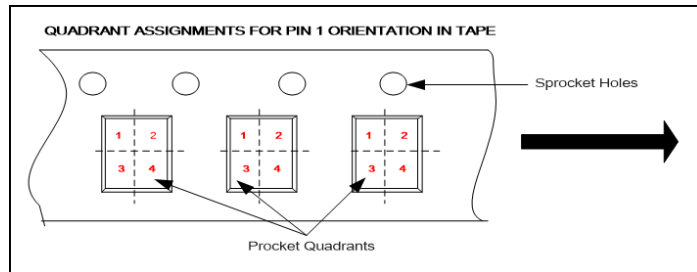 QUADRANT ASSIGNMENTS FOR PIN 1 ORIENTATION IN TAPE
Sprocket Holes
1 2 1 2 1 2
3 4 3 4 3 4
Procket Quadrants